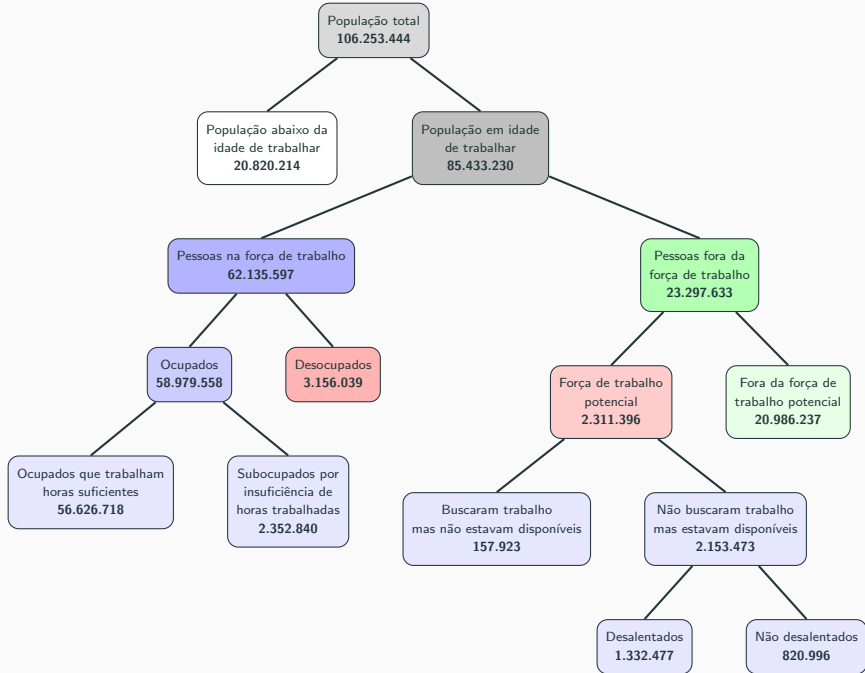 População total
106.253.444
População abaixo da
idade de trabalhar
20.820.214
População em idade
de trabalhar
85.433.230
Pessoas na força de trabalho
62.135.597
Pessoas fora da
força de trabalho
23.297.633
Ocupados
58.979.558
Desocupados
3.156.039
Força de trabalho
potencial
2.311.396
Fora da força de
trabalho potencial
20.986.237
Ocupados que trabalham
horas suficientes
56.626.718
Subocupados por
insuficiência de
horas trabalhadas
2.352.840
Buscaram trabalho
mas não estavam disponíveis
157.923
Não buscaram trabalho
mas estavam disponíveis
2.153.473
Desalentados
1.332.477
Não desalentados
820.996